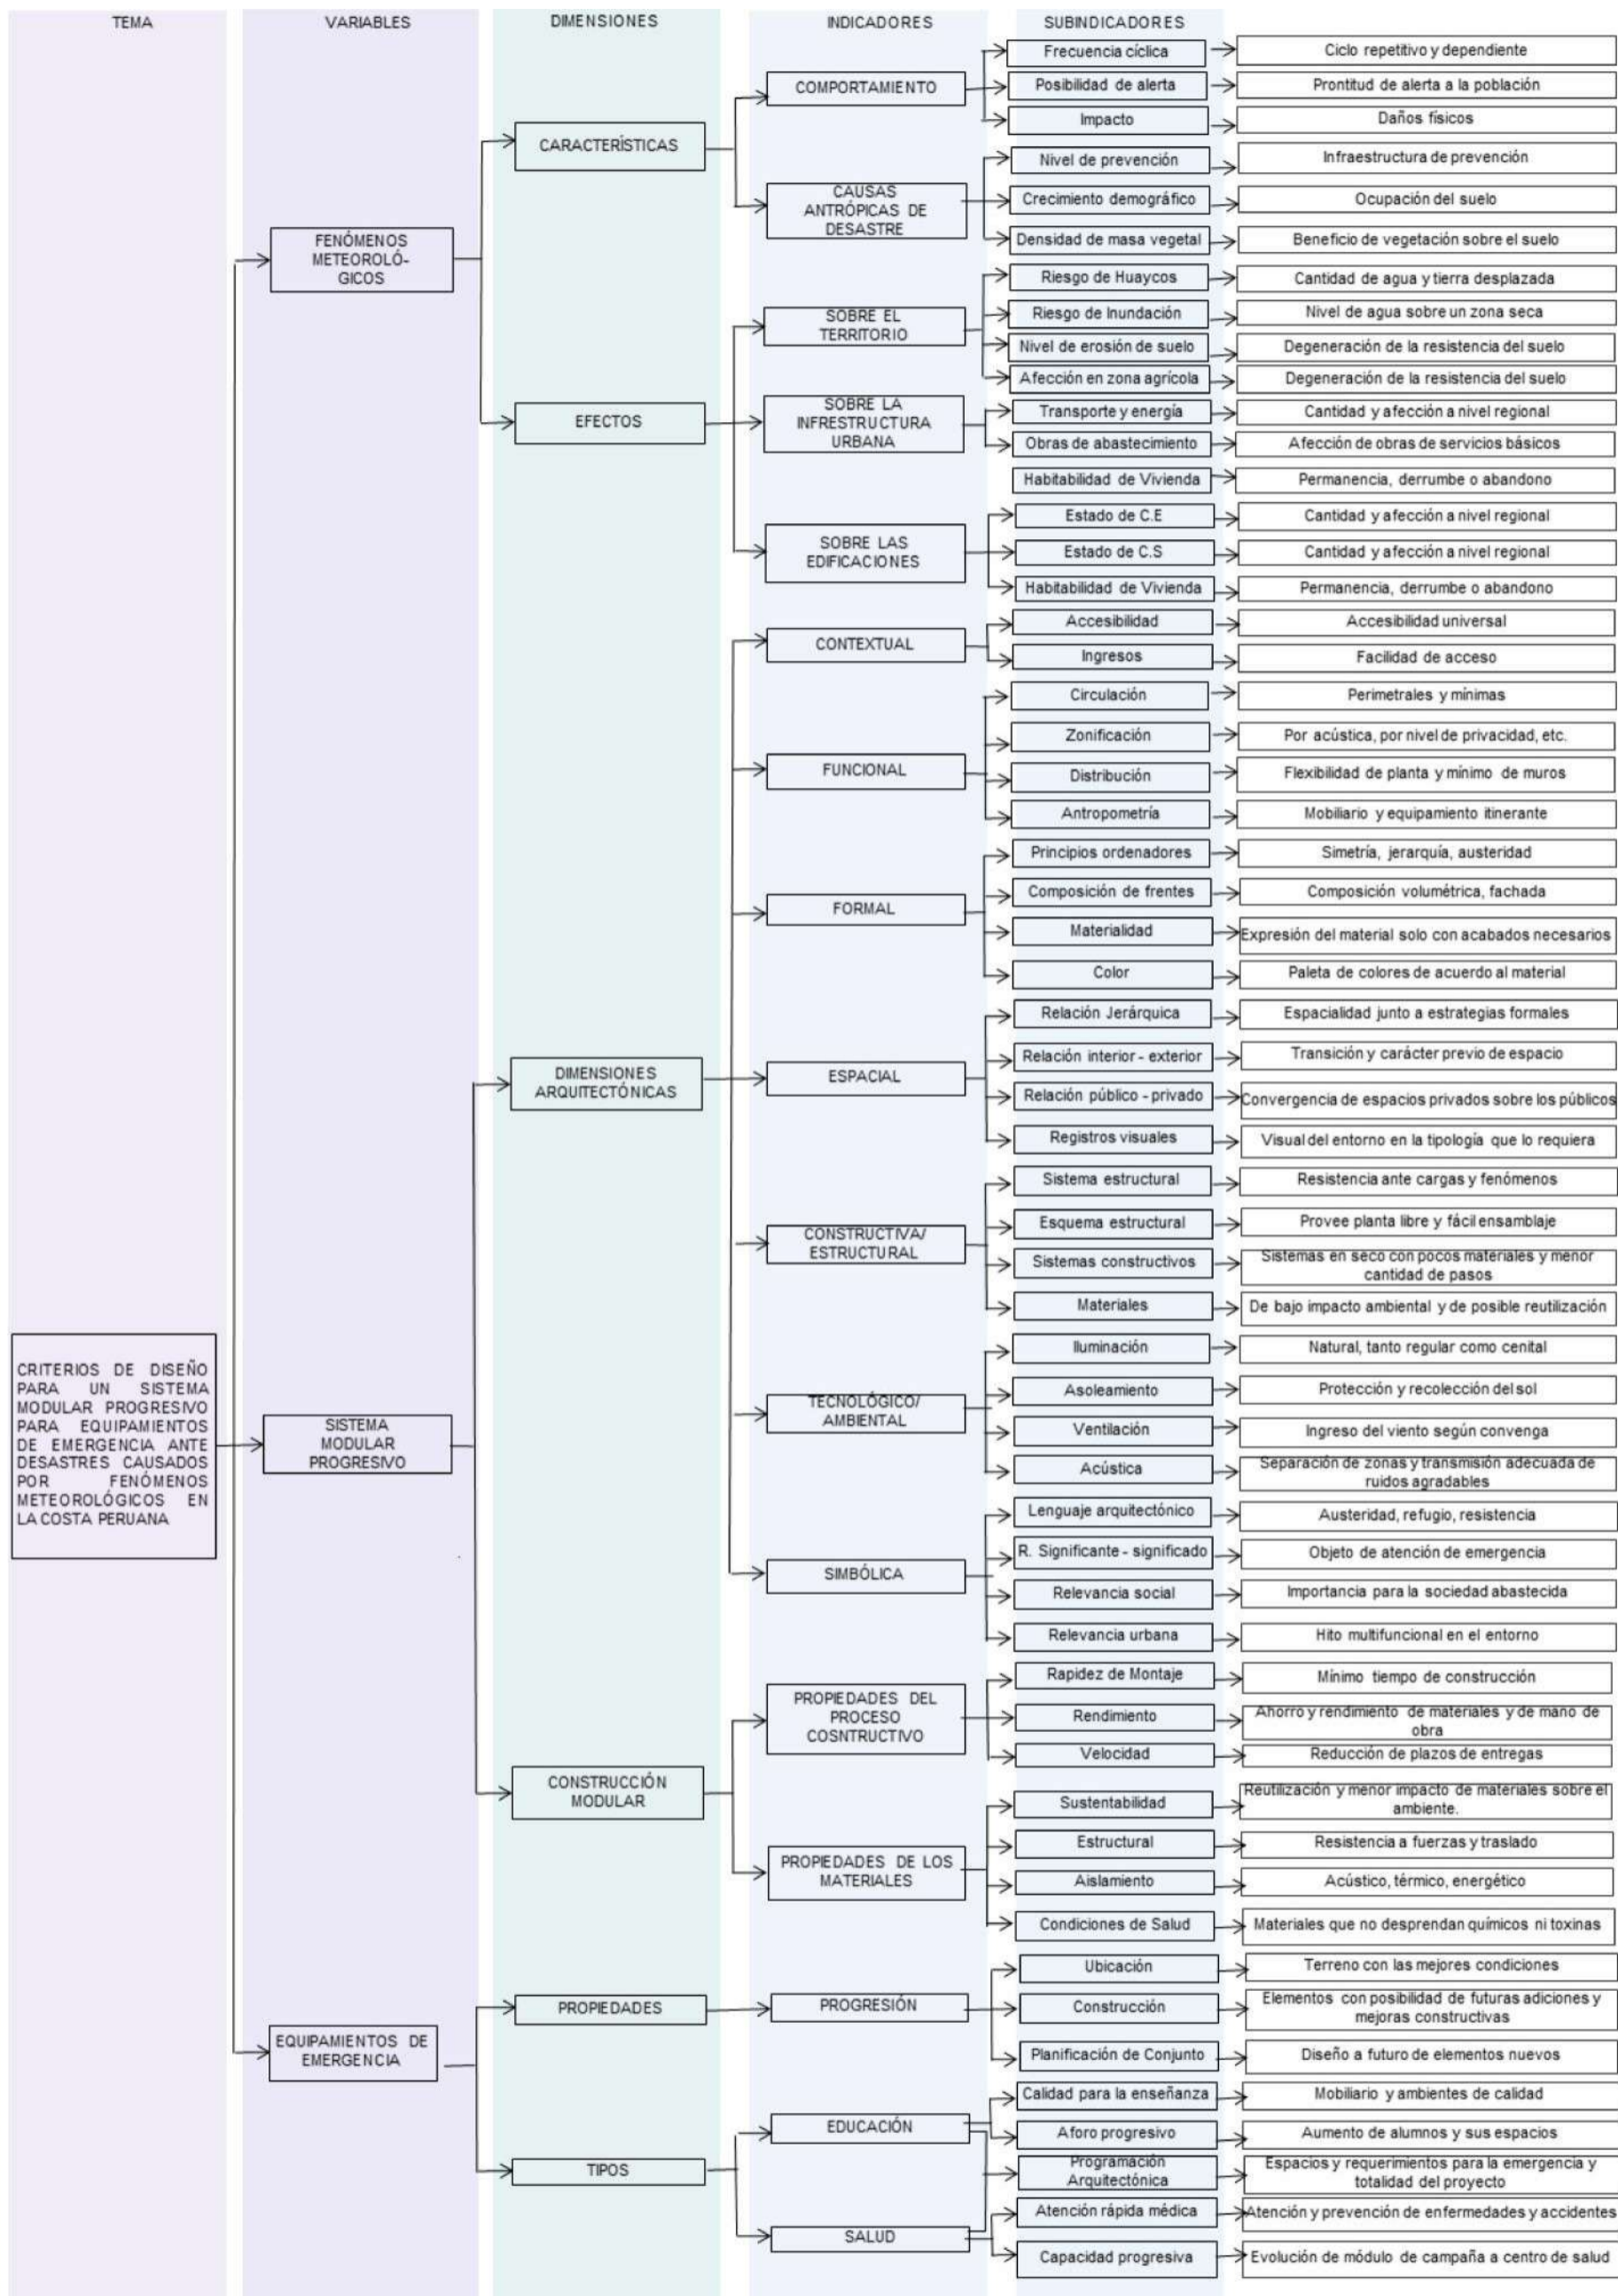 TEMA
VARIABLES
DIMENSIONES
INDICADORES
SUBINDICADORES
CRITERIOS DE DISEÑO
PARA UN SISTEMA
MODULAR PROGRESIVO
PARA EQUIPAMIENTOS
DE EMERGENCIA ANTE
DESASTRES CAUSADOS
POR FENÓMENOS
METEOROLÓGICOS EN
LA COSTA PERUANA
FENÓMENOS
METEOROLÓ-
GICOS
CARACTERÍSTICAS
COMPORTAMIENTO
Frecuencia cíclica
Ciclo repetitivo y dependiente
Posibilidad de alerta
Prontitud de alerta a la población
Impacto
Daños físicos
CAUSAS
ANTRÓPICAS DE
DESASTRE
Nivel de prevención
Infraestructura de prevención
Crecimiento demográfico
Ocupación del suelo
Densidad de masa vegetal
Beneficio de vegetación sobre el suelo
EFECTOS
SOBRE EL
TERRITORIO
Riesgo de Huaycos
Cantidad de agua y tierra desplazada
Riesgo de Inundación
Nivel de agua sobre un zona seca
Nivel de erosión de suelo
Degeneración de la resistencia del suelo
Afección en zona agrícola
Degeneración de la resistencia del suelo
SOBRE LA
INFRESTRUCTURA
URBANA
Transporte y energía
Cantidad y afección a nivel regional
Obras de abastecimiento
Afección de obras de servicios básicos
Habitabilidad de Vivienda
Permanencia, derrumbe o abandono
SOBRE LAS
EDIFICACIONES
Estado de C.E
Cantidad y afección a nivel regional
Estado de C.S
Cantidad y afección a nivel regional
Habitabilidad de Vivienda
Permanencia, derrumbe o abandono
SISTEMA
MODULAR
PROGRESIVO
DIMENSIONES
ARQUITECTÓNICAS
CONTEXTUAL
Accesibilidad
Accesibilidad universal
Ingresos
Facilidad de acceso
FUNCIONAL
Circulación
Perimetrales y mínimas
Zonificación
Por acústica, por nivel de privacidad, etc.
Distribución
Flexibilidad de planta y mínimo de muros
Antropometría
Mobiliario y equipamiento itinerante
FORMAL
Principios ordenadores
Simetría, jerarquía, austeridad
Composición de frentes
Composición volumétrica, fachada
Materialidad
Expresión del material solo con acabados necesarios
Color
Paleta de colores de acuerdo al material
ESPACIAL
Relación Jerárquica
Espacialidad junto a estrategias formales
Relación interior - exterior
Transición y carácter previo de espacio
Relación público - privado
Convergencia de espacios privados sobre los públicos
Registros visuales
Visual del entorno en la tipología que lo requiera
CONSTRUCTIVA/
ESTRUCTURAL
Sistema estructural
Resistencia ante cargas y fenómenos
Esquema estructural
Provee planta libre y fácil ensamblaje
Sistemas constructivos
Sistemas en seco con pocos materiales y menor
cantidad de pasos
Materiales
De bajo impacto ambiental y de posible reutilización
TECNOLÓGICO/
AMBIENTAL
Iluminación
Natural, tanto regular como cenital
Asoleamiento
Protección y recolección del sol
Ventilación
Ingreso del viento según convenga
Acústica
Separación de zonas y transmisión adecuada de
ruidos agradables
SIMBÓLICA
Lenguaje arquitectónico
Austeridad, refugio, resistencia
R. Significante - significado
Objeto de atención de emergencia
Relevancia social
Importancia para la sociedad abastecida
Relevancia urbana
Hito multifuncional en el entorno
CONSTRUCCIÓN
MODULAR
PROPIEDADES DEL
PROCESO
COSNTRUCTIVO
Rapidez de Montaje
Mínimo tiempo de construcción
Rendimiento
Ahorro y rendimiento de materiales y de mano de
obra
Velocidad
Reducción de plazos de entregas
PROPIEDADES DE LOS
MATERIALES
Sustentabilidad
Reutilización y menor impacto de materiales sobre el
ambiente.
Estructural
Resistencia a fuerzas y traslado
Aislamiento
Acústico, térmico, energético
Condiciones de Salud
Materiales que no desprendan químicos ni toxinas
EQUIPAMIENTOS DE
EMERGENCIA
PROPIEDADES
PROGRESIÓN
Ubicación
Terreno con las mejores condiciones
Construcción
Elementos con posibilidad de futuras adiciones y
mejoras constructivas
Planificación de Conjunto
Diseño a futuro de elementos nuevos
TIPOS
EDUCACIÓN
Calidad para la enseñanza
Mobiliario y ambientes de calidad
Aforo progresivo
Aumento de alumnos y sus espacios
Programación
Arquitectónica
Espacios y requerimientos para la emergencia y
totalidad del proyecto
SALUD
Atención rápida médica
Atención y prevención de enfermedades y accidentes
Capacidad progresiva
Evolución de módulo de campaña a centro de salud